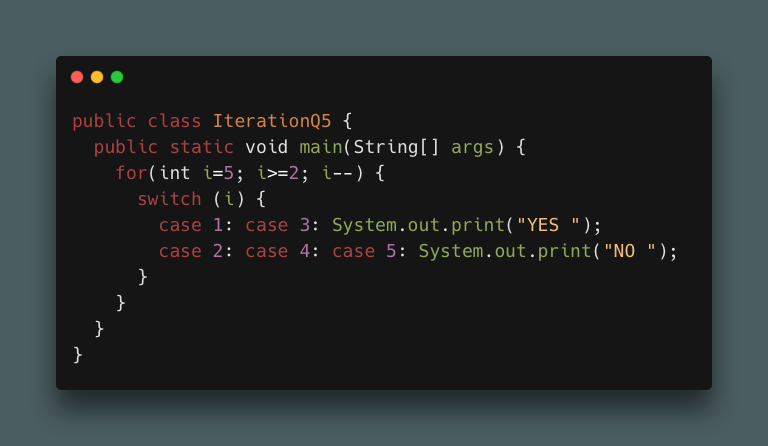 public class IterationQ5 {
  public static void main(String[] args) {
    for(int i=5; i>=2; i--) {
      switch (i) {
        case 1: case 3: System.out.print("YES ");
        case 2: case 4: case 5: System.out.print("NO ");
      }
    }
  }
}